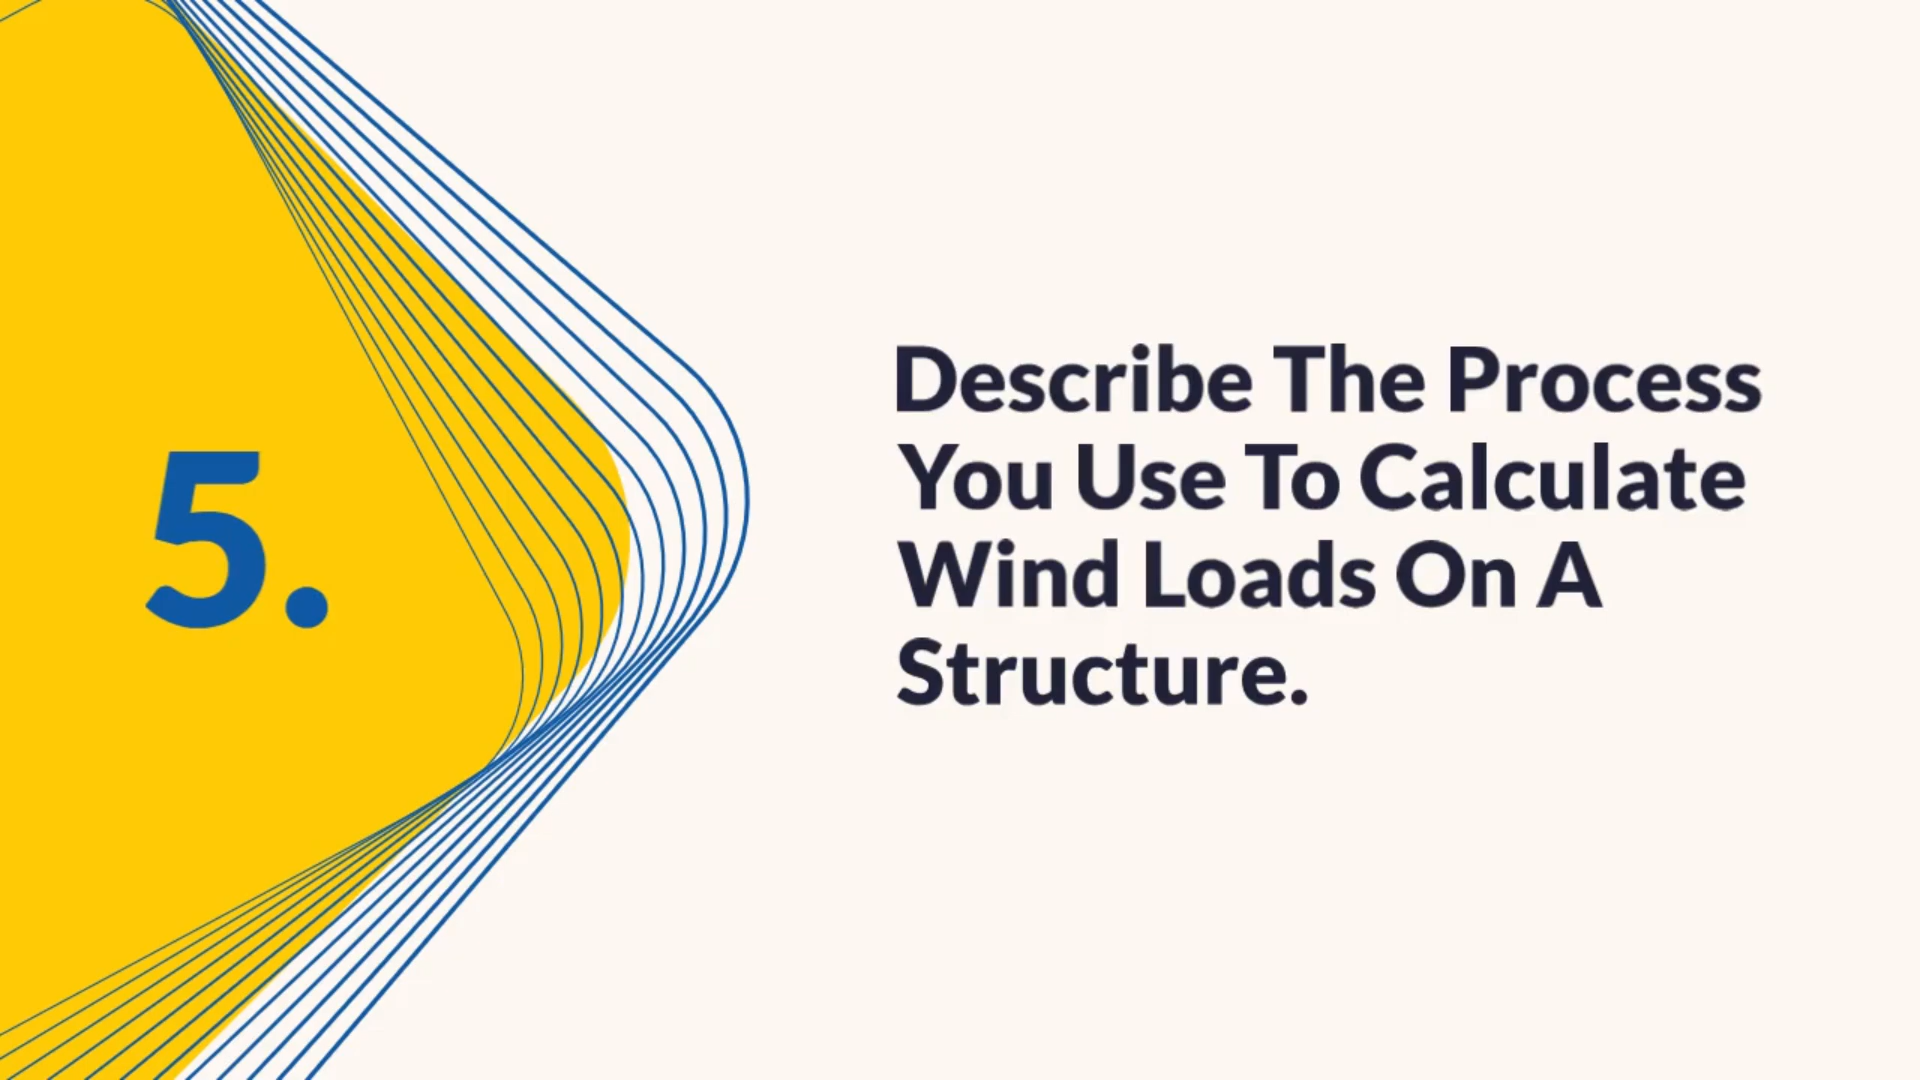 5.
Describe The Process
You Use To Calculate
Wind Loads On A
Structure.